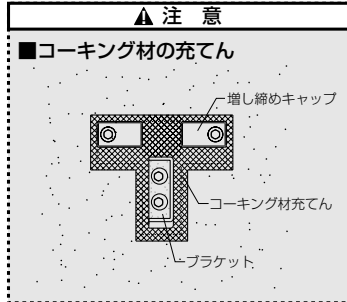 ⚠注 意
■コーキング材の充てん
増し締めキャップ
コーキング材充てん
ブラケット